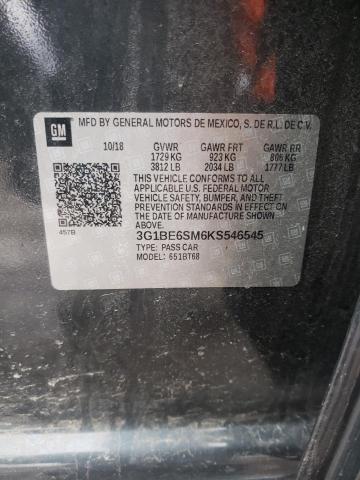 GM
MFD BY GENERAL MOTORS DE MEXICO, S. DE R.L. DE C.V.
10/18 GVWR GAWR FRT GAWR RR
1729 KG 923 KG 806 KG
3812 LB 2034 LB 1777 LB
THIS VEHICLE CONFORMS TO ALL
APPLICABLE U.S. FEDERAL MOTOR
VEHICLE SAFETY, BUMPER, AND THEFT
PREVENTION STANDARDS IN EFFECT ON
THE DATE OF MANUFACTURE SHOWN ABOVE.
457B
3G1BE6SM6KS546545
TYPE: PASS CAR
MODEL: 651BT68